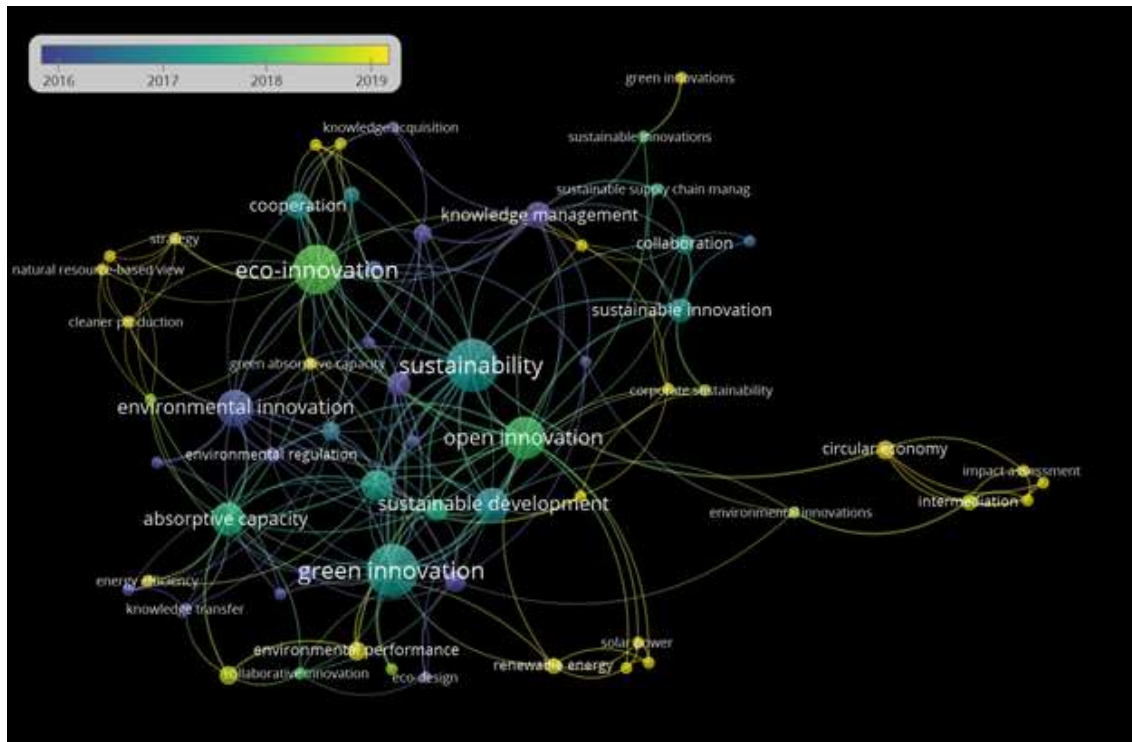 2016 2017 2018 2019
green innovations
knowledge acquisition
sustainable innovations
sustainable supply chain manag
cooperation
knowledge management
strategy
collaboration
natural resource-based view
eco-innovation
sustainable innovation
cleaner production
green absorptive capacity
sustainability
corporate sustainability
environmental innovation
open innovation
environmental regulation
circular economy
impact assessment
sustainable development
intermediation
absorptive capacity
environmental innovations
green innovation
energy efficiency
knowledge transfer
environmental performance
solar power
renewable energy
collaborative innovation
eco-design